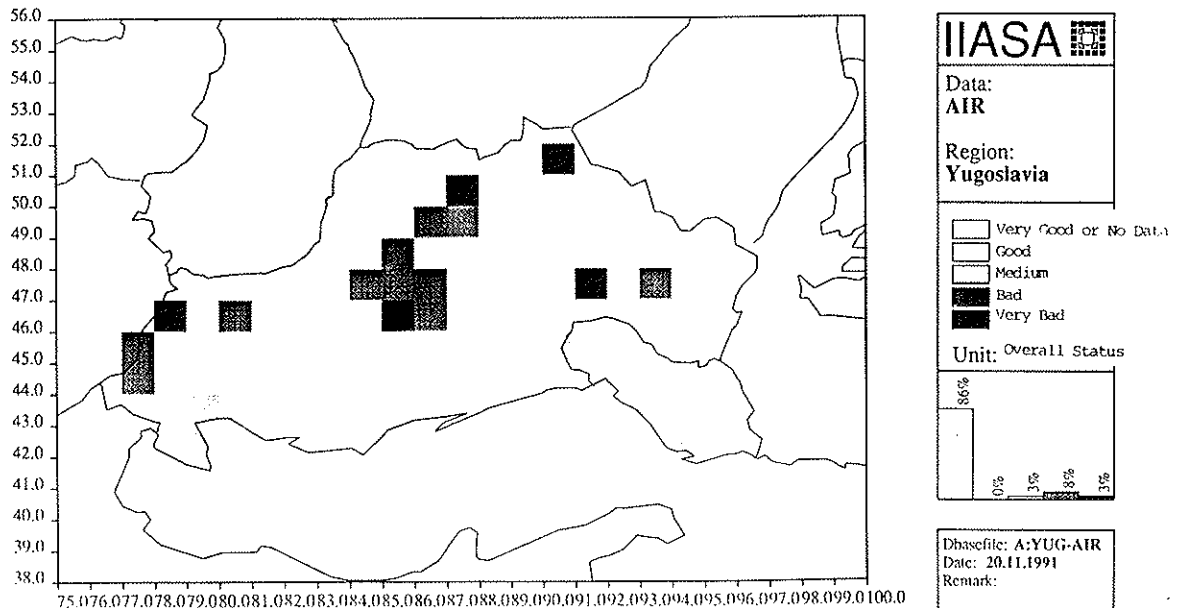 56.0
55.0
54.0
53.0
52.0
51.0
50.0
49.0
48.0
47.0
46.0
45.0
44.0
43.0
42.0
41.0
40.0
39.0
38.0
75.076.077.078.079.080.081.082.083.084.085.086.087.088.089.090.091.092.093.094.095.096.097.098.099.0100.0
IIASA
Data:
AIR
Region:
Yugoslavia
Very Good or No Data
Good
Medium
Bad
Very Bad
Unit: Overall Status
86%
0%
3%
8%
3%
Dbasefile: A:YUG-AIR
Date: 20.11.1991
Remark: